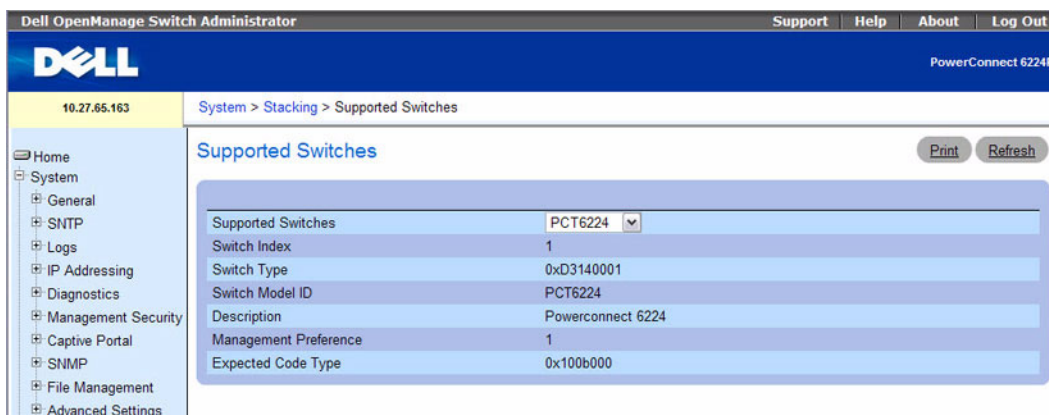 Dell OpenManage Switch Administrator Support Help About Log Out
DELL
PowerConnect 6224
10.27.65.163
System > Stacking > Supported Switches
Home
System
General
SNTP
Logs
IP Addressing
Diagnostics
Management Security
Captive Portal
SNMP
File Management
Advanced Settings
Supported Switches
Print Refresh
Supported Switches PCT6224
Switch Index 1
Switch Type 0xD3140001
Switch Model ID PCT6224
Description Powerconnect 6224
Management Preference 1
Expected Code Type 0x100b000